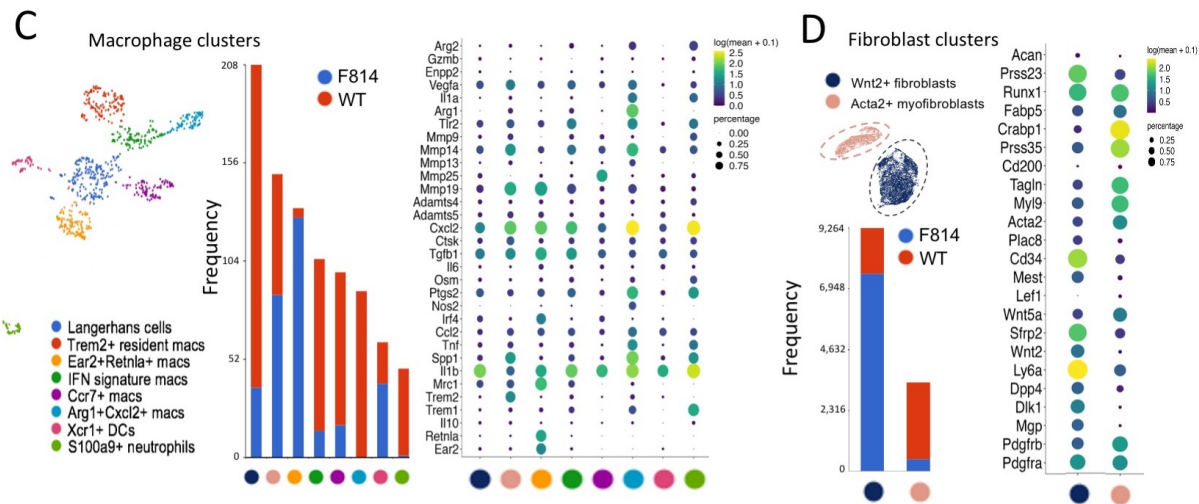 C
Macrophage clusters
F814
WT
208
156
104
52
0
Frequency
Langerhans cells
Trem2+ resident macs
Ear2+Retnla+ macs
IFN signature macs
Ccr7+ macs
Arg1+Cxcl2+ macs
Xcr1+ DCs
S100a9+ neutrophils
Arg2
Gzmb
Enpp2
Vegfa
Il1a
Arg1
Tlr2
Mmp9
Mmp14
Mmp13
Mmp25
Mmp19
Adamts4
Adamts5
Cxcl2
Ctsk
Tgfb1
Il6
Osm
Ptgs2
Nos2
Irf4
Ccl2
Tnf
Spp1
Il1b
Mrc1
Trem2
Trem1
Il10
Retnla
Ear2
log(mean + 0.1)
2.5
2.0
1.5
1.0
0.5
0.0
percentage
0.00
0.25
0.50
0.75
D
Fibroblast clusters
Wnt2+ fibroblasts
Acta2+ myofibroblasts
F814
WT
9,264
6,948
4,632
2,316
0
Frequency
Acan
Prss23
Runx1
Fabp5
Crabp1
Prss35
Cd200
Tagln
Myl9
Acta2
Plac8
Cd34
Mest
Lef1
Wnt5a
Sfrp2
Wnt2
Ly6a
Dpp4
Dlk1
Mgp
Pdgfrb
Pdgfra
log(mean + 0.1)
2.0
1.5
1.0
0.5
percentage
0.25
0.50
0.75